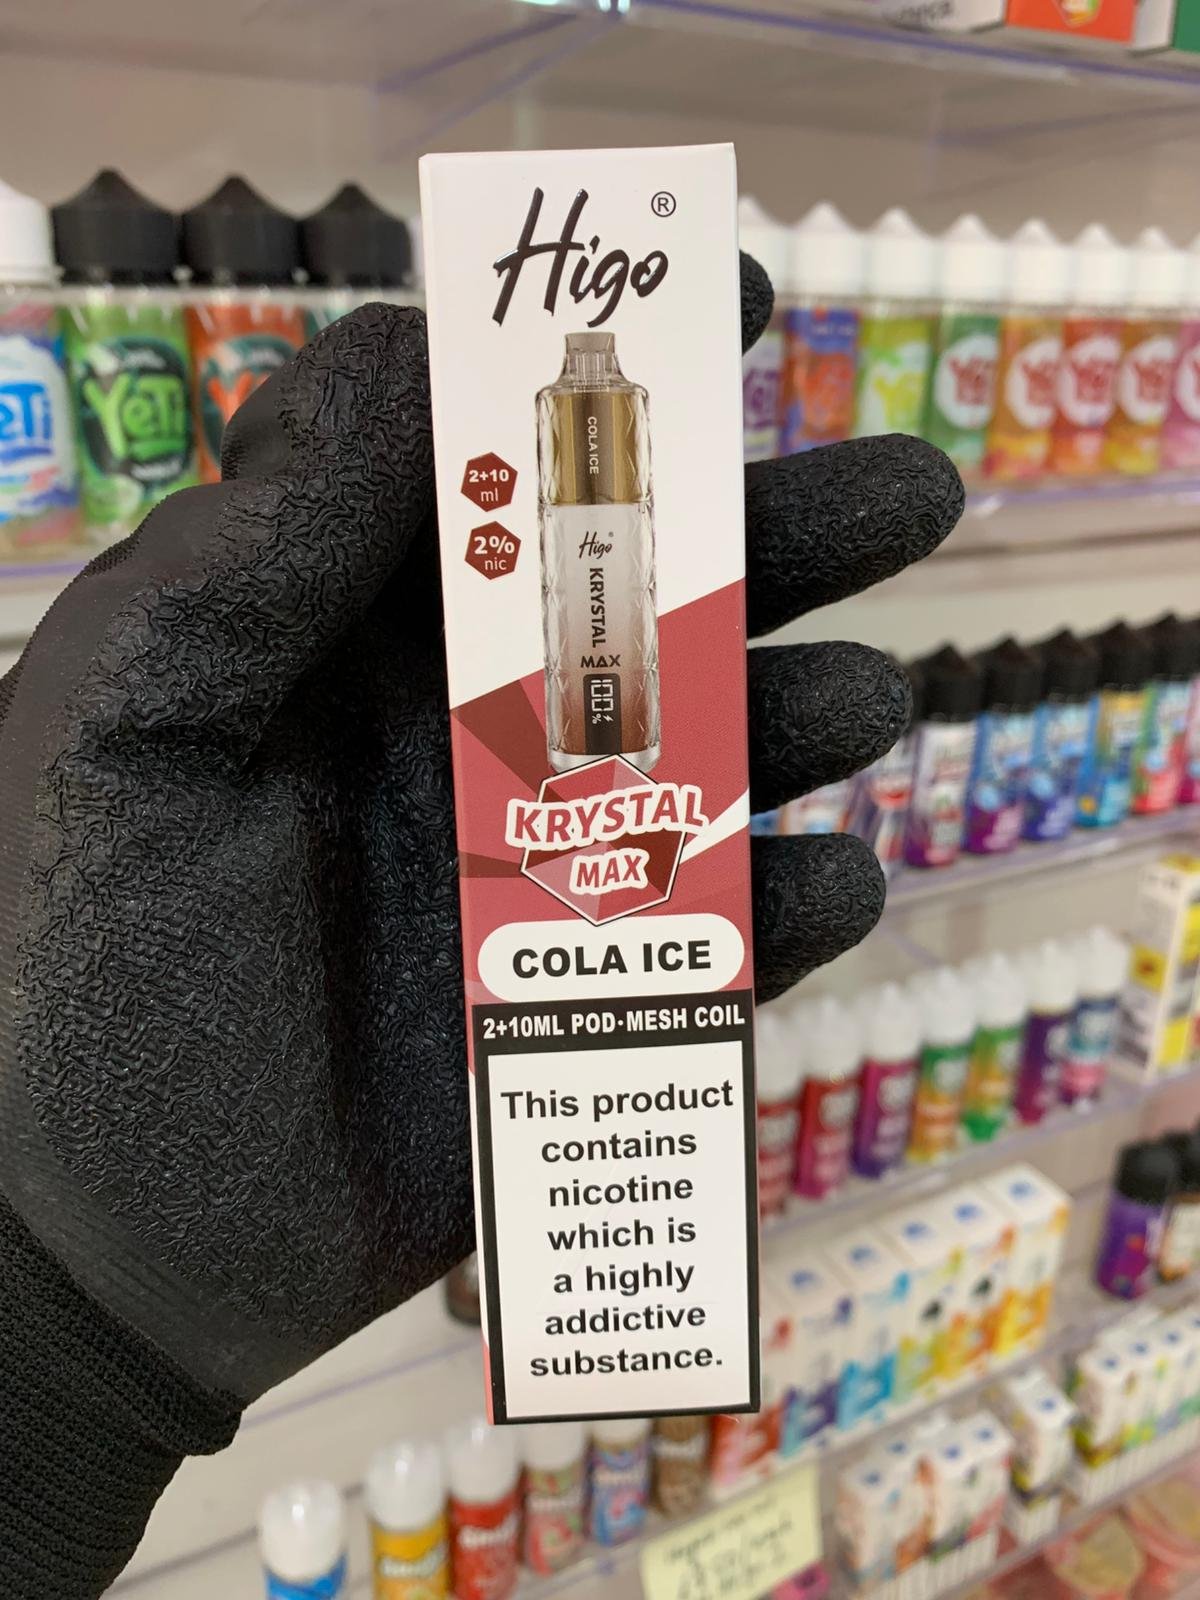 Higo ®
COLA ICE
2+10
ml
2%
nic
Higo
KRYSTAL
MAX
100%
KRYSTAL
MAX
COLA ICE
2+10ML POD·MESH COIL
This product
contains
nicotine
which is
a highly
addictive
substance.
YeTi